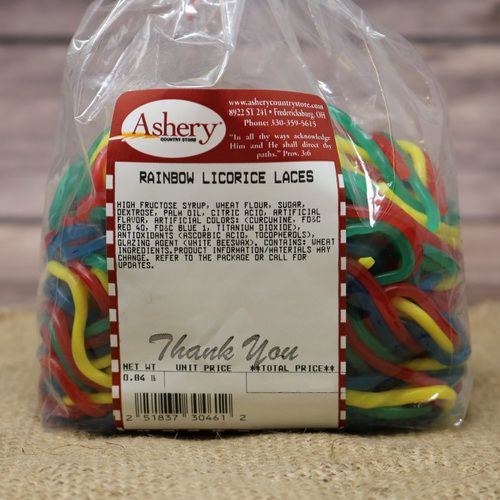 Ashery
COUNTRY STORE
www.asherycountrystore.com
8922 ST 241 • Fredericksburg, OH
Phone: 330-359-5615
"In all thy ways acknowledge
Him and He shall direct thy
paths." Prov. 3:6
RAINBOW LICORICE LACES
HIGH FRUCTOSE SYRUP, WHEAT FLOUR, SUGAR,
DEXTROSE, PALM OIL, CITRIC ACID, ARTIFICIAL
FLAVOR, ARTIFICIAL COLORS: (CURCUMINE, FD&C
RED 40, FD&C BLUE 1, TITANIUM DIOXIDE),
ANTIOXIDANTS (ASCORBIC ACID, TOCOPHEROLS),
GLAZING AGENT (WHITE BEESWAX). CONTAINS: WHEAT
INGREDIENTS.PRODUCT INFORMATION/MATERIALS MAY
CHANGE. REFER TO THE PACKAGE OR CALL FOR
UPDATES.
Thank You
NET WT UNIT PRICE **TOTAL PRICE**
0.84 lb
2 51837 30461 2